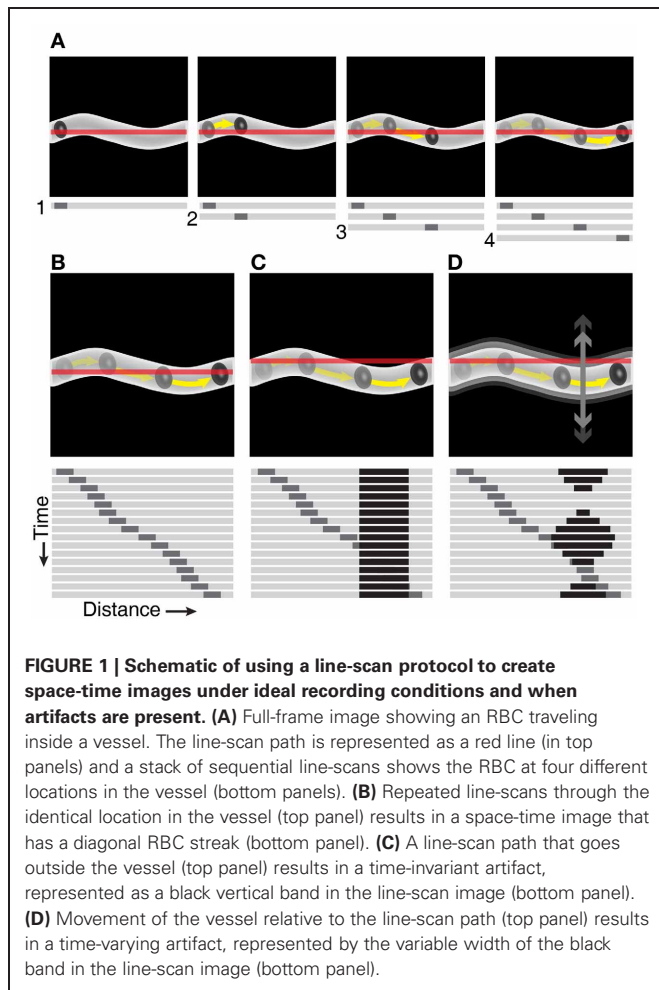 A
1
2
3
4
B
C
D
Time
Distance
FIGURE 1 | Schematic of using a line-scan protocol to create
space-time images under ideal recording conditions and when
artifacts are present. (A) Full-frame image showing an RBC traveling
inside a vessel. The line-scan path is represented as a red line (in top
panels) and a stack of sequential line-scans shows the RBC at four different
locations in the vessel (bottom panels). (B) Repeated line-scans through the
identical location in the vessel (top panel) results in a space-time image that
has a diagonal RBC streak (bottom panel). (C) A line-scan path that goes
outside the vessel (top panel) results in a time-invariant artifact,
represented as a black vertical band in the line-scan image (bottom panel).
(D) Movement of the vessel relative to the line-scan path (top panel) results
in a time-varying artifact, represented by the variable width of the black
band in the line-scan image (bottom panel).